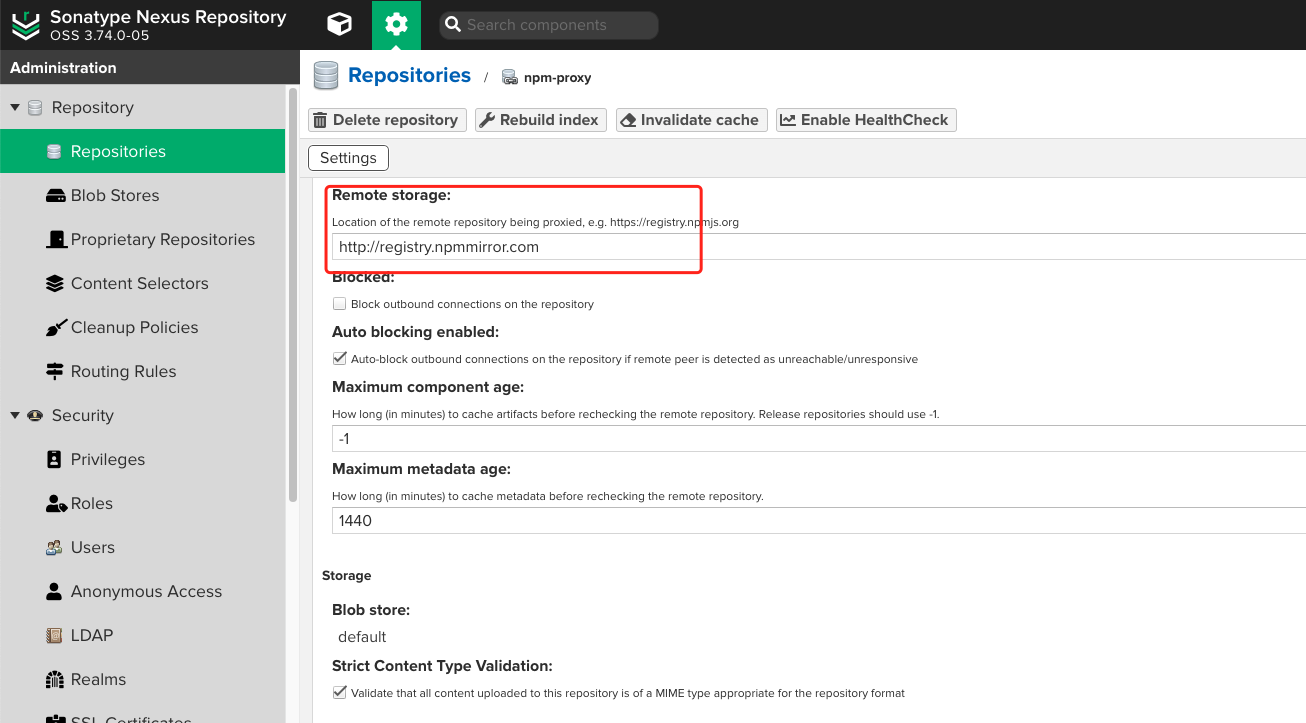 Sonatype Nexus Repository
OSS 3.74.0-05
Search components
Administration
Repository
Repositories
Blob Stores
Proprietary Repositories
Content Selectors
Cleanup Policies
Routing Rules
Security
Privileges
Roles
Users
Anonymous Access
LDAP
Realms
SSL Certificates
Repositories / npm-proxy
Delete repository Rebuild index Invalidate cache Enable HealthCheck
Settings
Remote storage:
Location of the remote repository being proxied, e.g. https://registry.npmjs.org
http://registry.npmmirror.com
Blocked:
Block outbound connections on the repository
Auto blocking enabled:
Auto-block outbound connections on the repository if remote peer is detected as unreachable/unresponsive
Maximum component age:
How long (in minutes) to cache artifacts before rechecking the remote repository. Release repositories should use -1.
-1
Maximum metadata age:
How long (in minutes) to cache metadata before rechecking the remote repository.
1440
Storage
Blob store:
default
Strict Content Type Validation:
Validate that all content uploaded to this repository is of a MIME type appropriate for the repository format